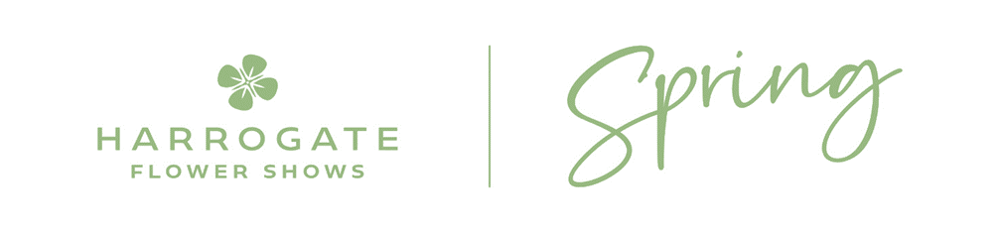 HARROGATE
FLOWER SHOWS
Spring